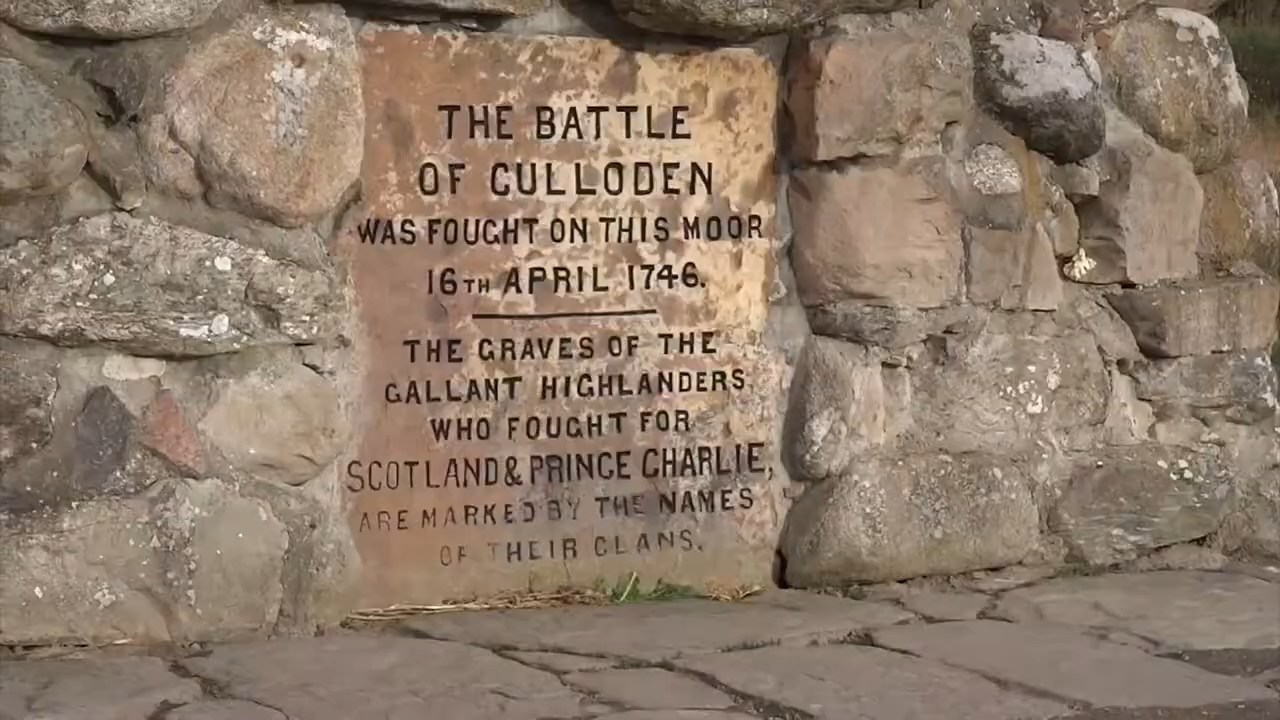 THE BATTLE
OF CULLODEN
WAS FOUGHT ON THIS MOOR
16TH APRIL 1746.
THE GRAVES OF THE
GALLANT HIGHLANDERS
WHO FOUGHT FOR
SCOTLAND & PRINCE CHARLIE,
ARE MARKED BY THE NAMES
OF THEIR CLANS.